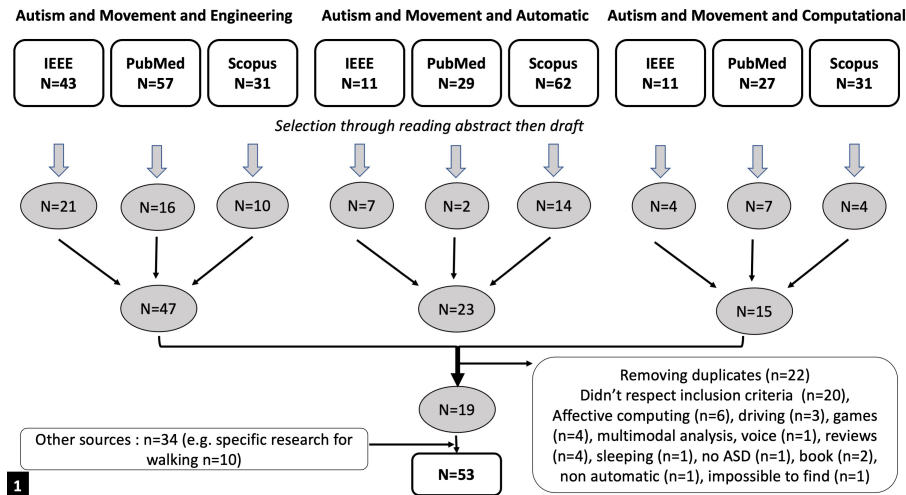 Autism and Movement and Engineering
Autism and Movement and Automatic
Autism and Movement and Computational
IEEE
N=43
PubMed
N=57
Scopus
N=31
IEEE
N=11
PubMed
N=29
Scopus
N=62
IEEE
N=11
PubMed
N=27
Scopus
N=31
Selection through reading abstract then draft
N=21
N=16
N=10
N=7
N=2
N=14
N=4
N=7
N=4
N=47
N=23
N=15
Removing duplicates (n=22)
Didn't respect inclusion criteria  (n=20),
Affective computing (n=6), driving (n=3), games
(n=4), multimodal analysis, voice (n=1), reviews
(n=4), sleeping (n=1), no ASD (n=1), book (n=2),
non automatic (n=1), impossible to find (n=1)
N=19
Other sources : n=34 (e.g. specific research for
walking n=10)
N=53
1